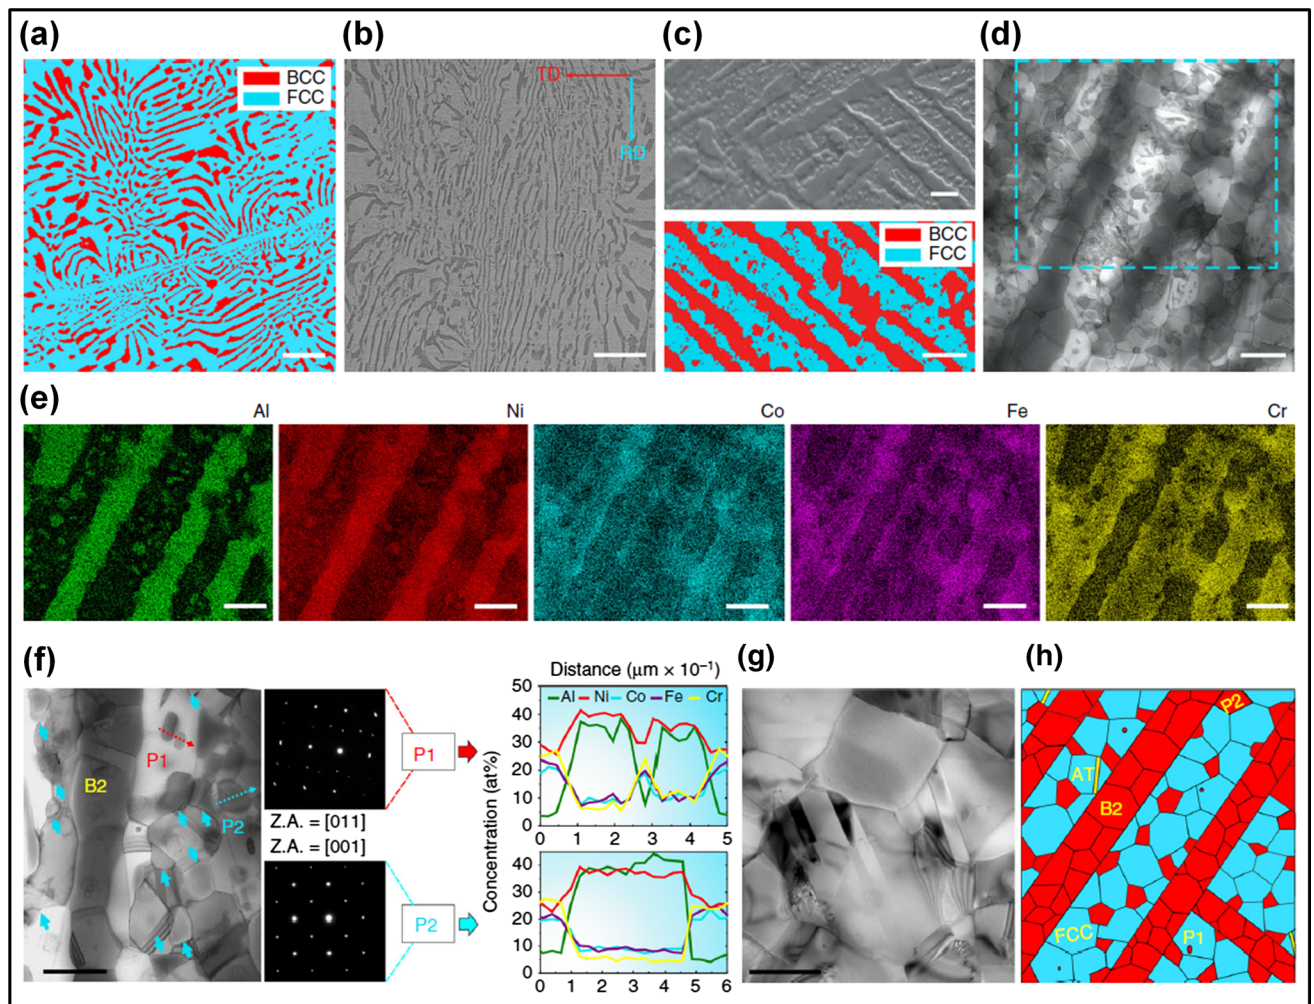 (a)
BCC
FCC
(b)
TD
RD
(c)
BCC
FCC
(d)
(e)
Al
Ni
Co
Fe
Cr
(f)
B2
P1
P2
Z.A. = [011]
Z.A. = [001]
P1
P2
Distance (μm × 10⁻¹)
Al Ni Co Fe Cr
Concentration (at%)
50
40
30
20
10
0
0 1 2 3 4 5
40
30
20
10
0
0 1 2 3 4 5 6
(g)
(h)
P2
AT
B2
FCC
P1